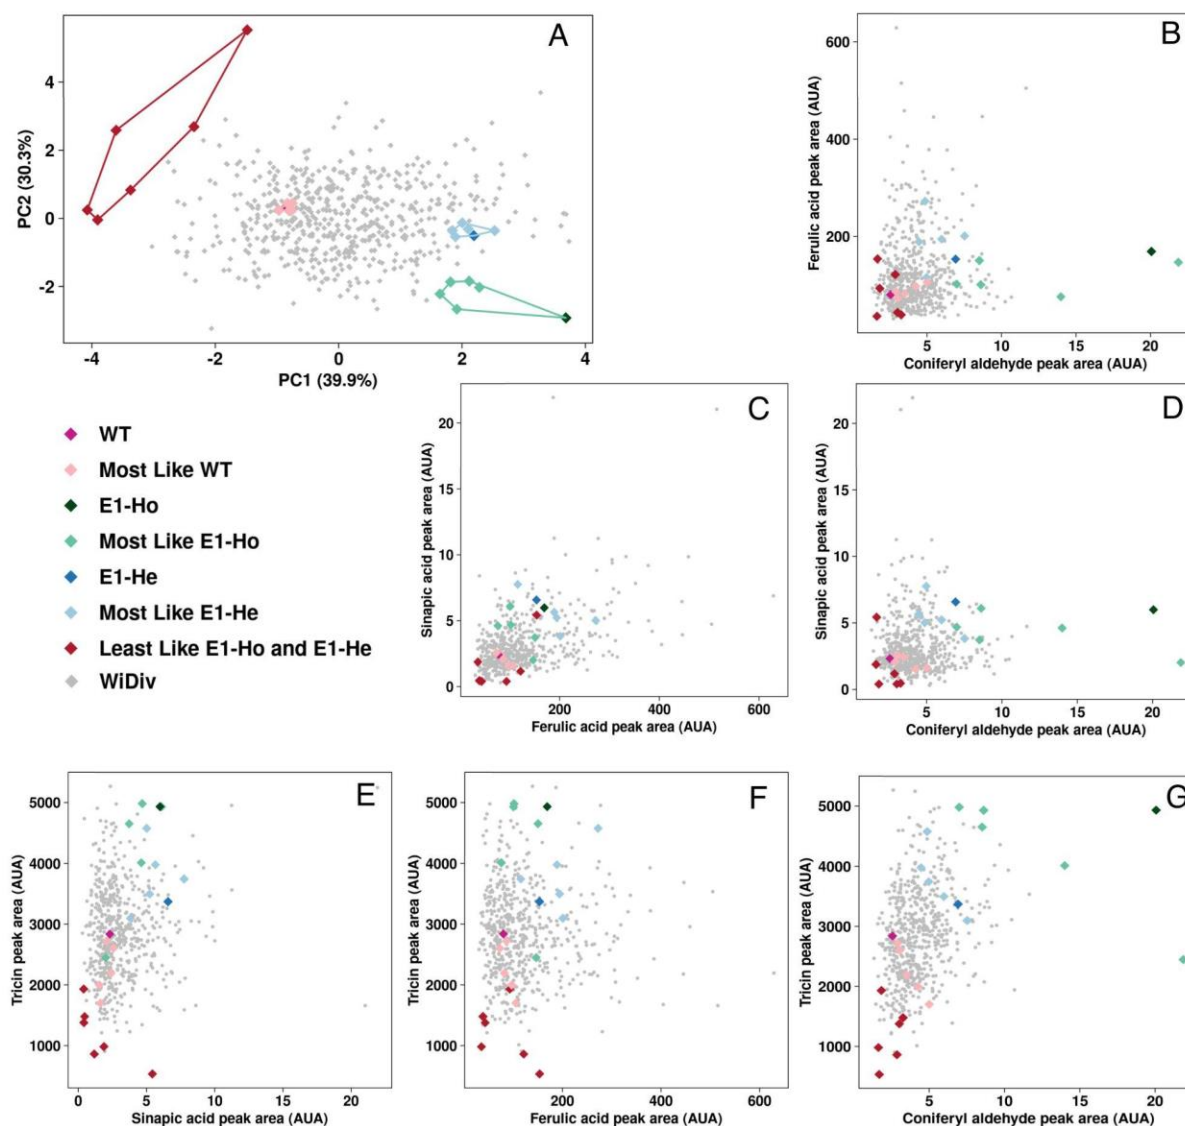 A
4
2
0
-2
PC2 (30.3%)
-4
-2
0
2
4
PC1 (39.9%)
B
600
400
200
Ferulic acid peak area (AUA)
5
10
15
20
Coniferyl aldehyde peak area (AUA)
WT
Most Like WT
E1-Ho
Most Like E1-Ho
E1-He
Most Like E1-He
Least Like E1-Ho and E1-He
WiDiv
C
20
15
10
5
0
Sinapic acid peak area (AUA)
200
400
600
Ferulic acid peak area (AUA)
D
20
15
10
5
0
Sinapic acid peak area (AUA)
5
10
15
20
Coniferyl aldehyde peak area (AUA)
E
5000
4000
3000
2000
1000
Tricin peak area (AUA)
0
5
10
15
20
Sinapic acid peak area (AUA)
F
5000
4000
3000
2000
1000
Tricin peak area (AUA)
200
400
600
Ferulic acid peak area (AUA)
G
5000
4000
3000
2000
1000
Tricin peak area (AUA)
5
10
15
20
Coniferyl aldehyde peak area (AUA)